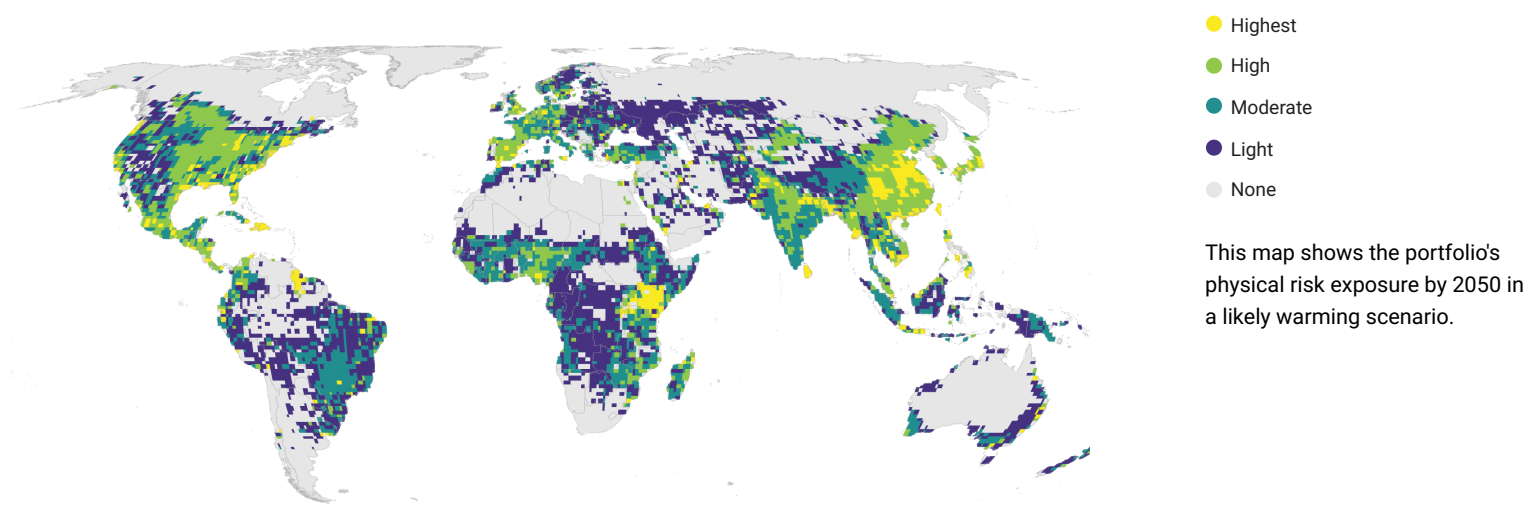 Highest
High
Moderate
Light
None
This map shows the portfolio's
physical risk exposure by 2050 in
a likely warming scenario.